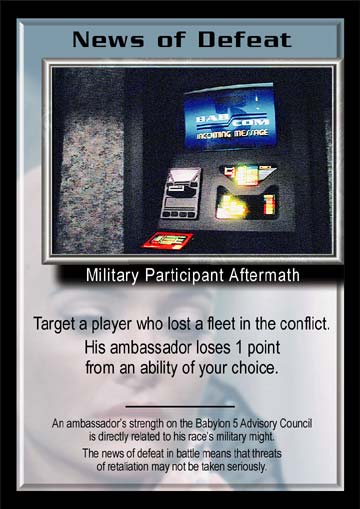 News of Defeat
BAB COM
INCOMING MESSAGE
Military Participant Aftermath
Target a player who lost a fleet in the conflict.
His ambassador loses 1 point
from an ability of your choice.
An ambassador's strength on the Babylon 5 Advisory Council
is directly related to his race's military might.
The news of defeat in battle means that threats
of retaliation may not be taken seriously.